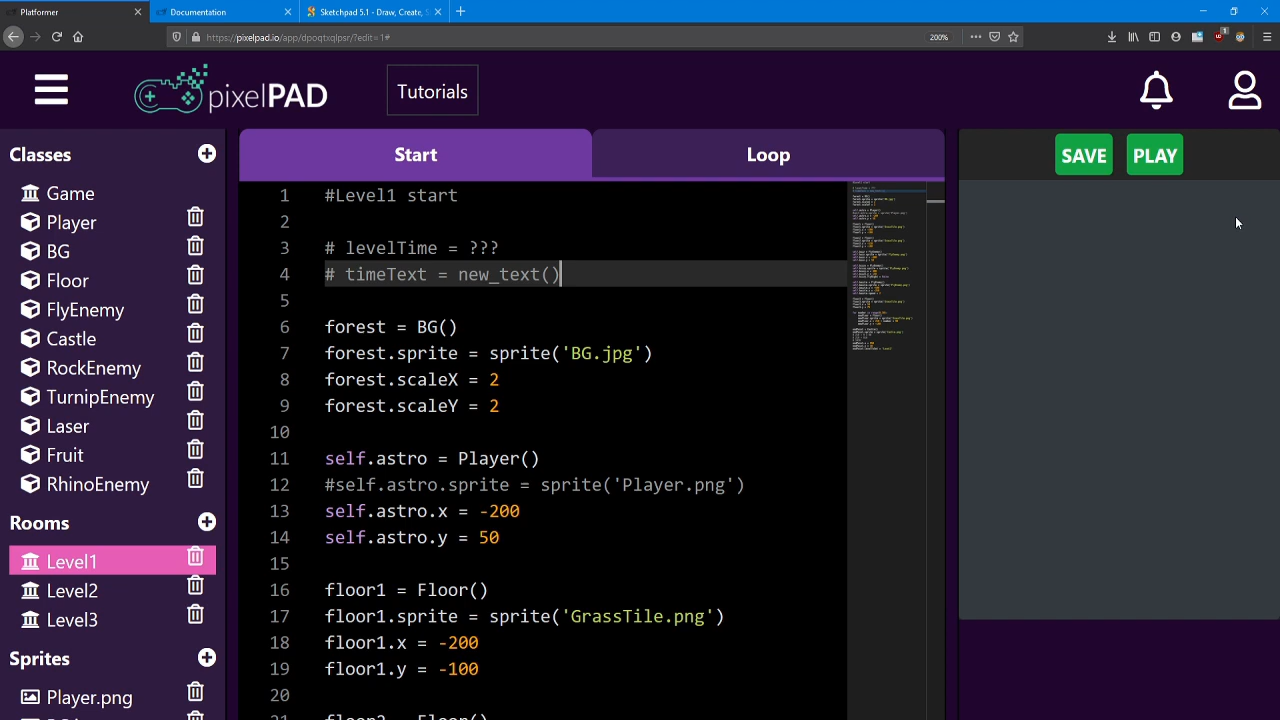 Platformer
Documentation
Sketchpad 5.1 - Draw, Create, S
https://pixelpad.io/app/dpoqtxqlpsr/?edit=1#
200%
pixelPAD
Tutorials
Classes
Game
Player
BG
Floor
FlyEnemy
Castle
RockEnemy
TurnipEnemy
Laser
Fruit
RhinoEnemy
Rooms
Level1
Level2
Level3
Sprites
Player.png
Start
Loop
1 #Level1 start
2
3 # levelTime = ???
4 # timeText = new_text()
5
6 forest = BG()
7 forest.sprite = sprite('BG.jpg')
8 forest.scaleX = 2
9 forest.scaleY = 2
10
11 self.astro = Player()
12 #self.astro.sprite = sprite('Player.png')
13 self.astro.x = -200
14 self.astro.y = 50
15
16 floor1 = Floor()
17 floor1.sprite = sprite('GrassTile.png')
18 floor1.x = -200
19 floor1.y = -100
20
21 floor2 = Floor()
SAVE
PLAY